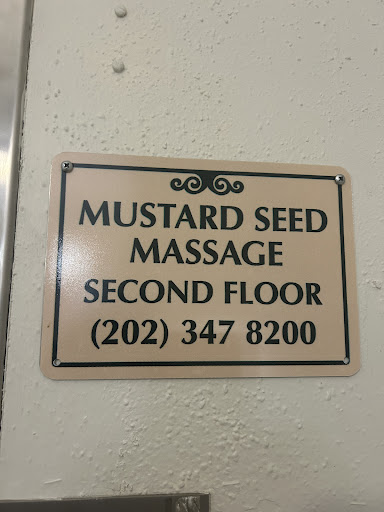 MUSTARD SEED
MASSAGE
SECOND FLOOR
(202) 347 8200